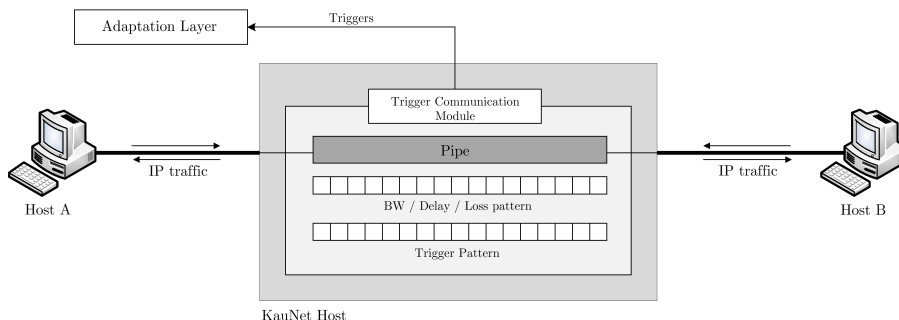 Triggers
Adaptation Layer
Trigger Communication
Module
Pipe
IP traffic
IP traffic
Host A
Host B
BW / Delay / Loss pattern
Trigger Pattern
KauNet Host